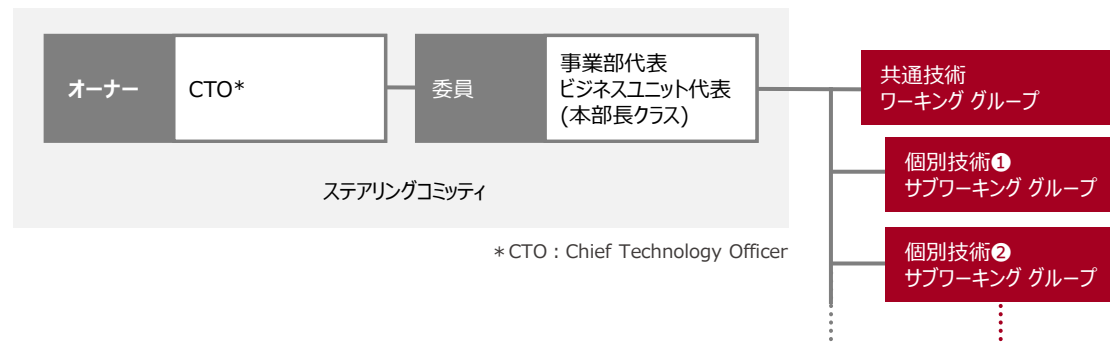 オーナー
CTO*
委員
事業部代表
ビジネスユニット代表
(本部長クラス)
ステアリングコミッティ
*CTO:Chief Technology Officer
共通技術
ワーキング グループ
個別技術❶
サブワーキング グループ
個別技術❷
サブワーキング グループ